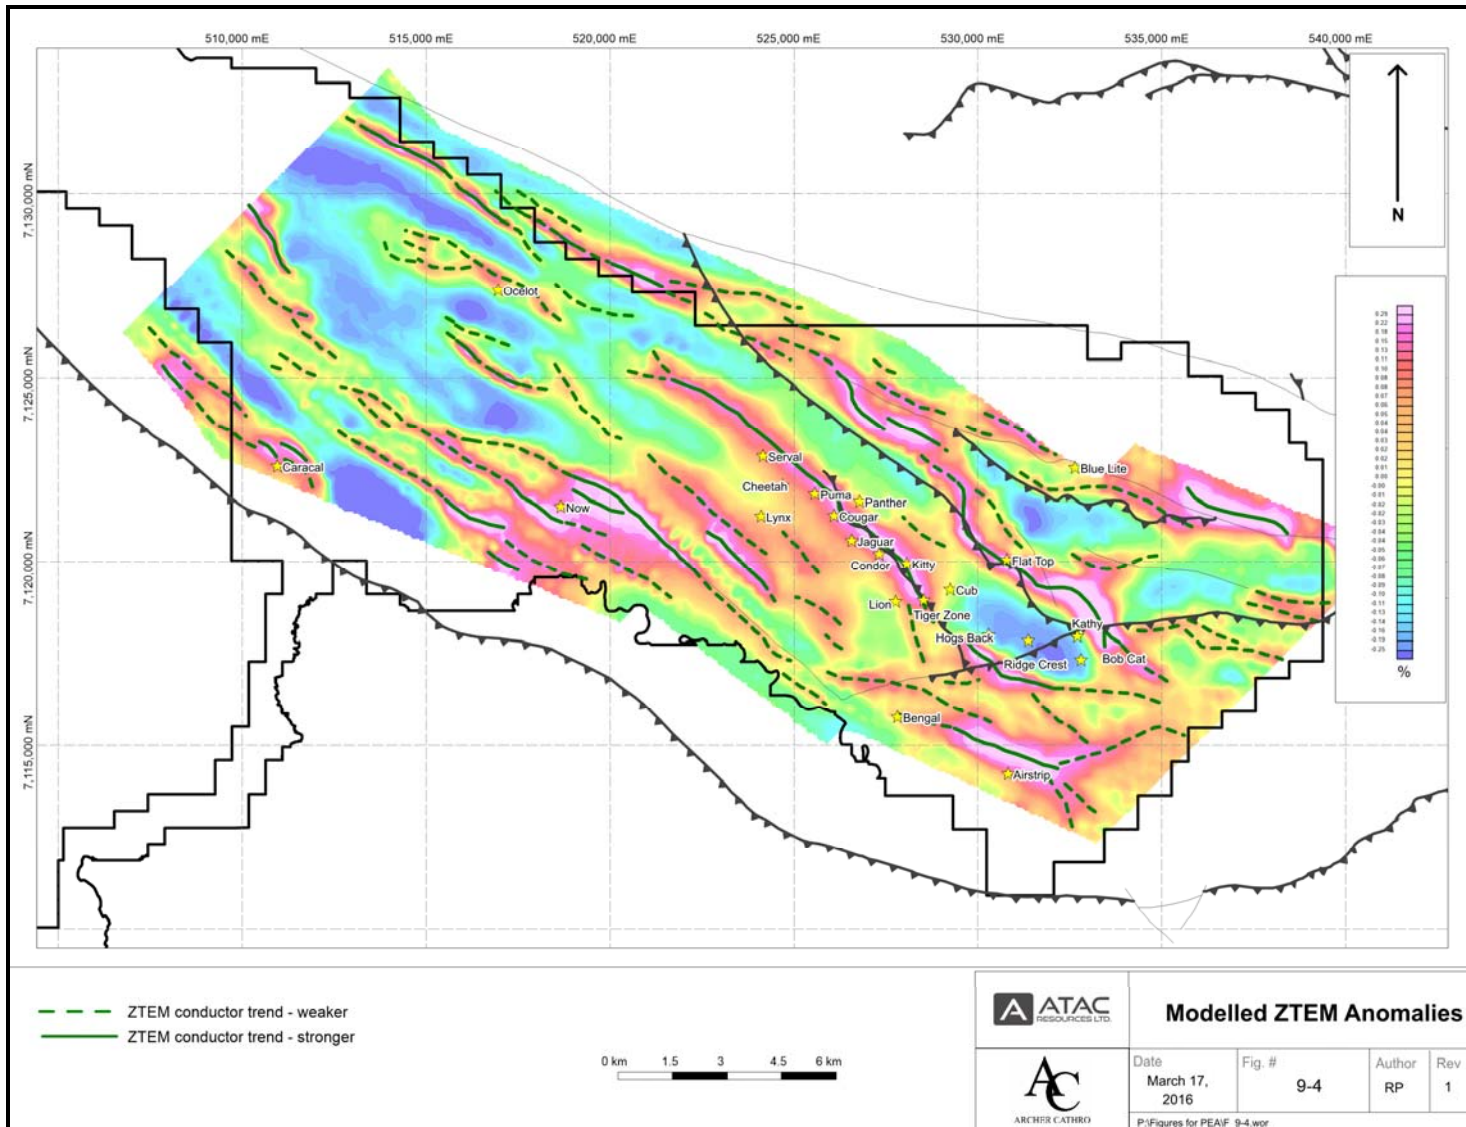 510,000 mE
515,000 mE
520,000 mE
525,000 mE
530,000 mE
535,000 mE
540,000 mE
7,130,000 mN
7,125,000 mN
7,120,000 mN
7,115,000 mN
N
Ocelot
Caracal
Now
Serval
Cheetah
Puma
Panther
Lynx
Cougar
Jaguar
Condor
Kitty
Lion
Cub
Tiger Zone
Hogs Back
Ridge Crest
Kathy
Bob Cat
Flat Top
Blue Lite
Bengal
Airstrip
%
ZTEM conductor trend - weaker
ZTEM conductor trend - stronger
0 km 1.5 3 4.5 6 km
ATAC
RESOURCES LTD.
Modelled ZTEM Anomalies
AC
ARCHER CATHRO
Date
March 17,
2016
Fig. #
9-4
Author
RP
Rev
1
P:\Figures for PEA\F_9-4.wor